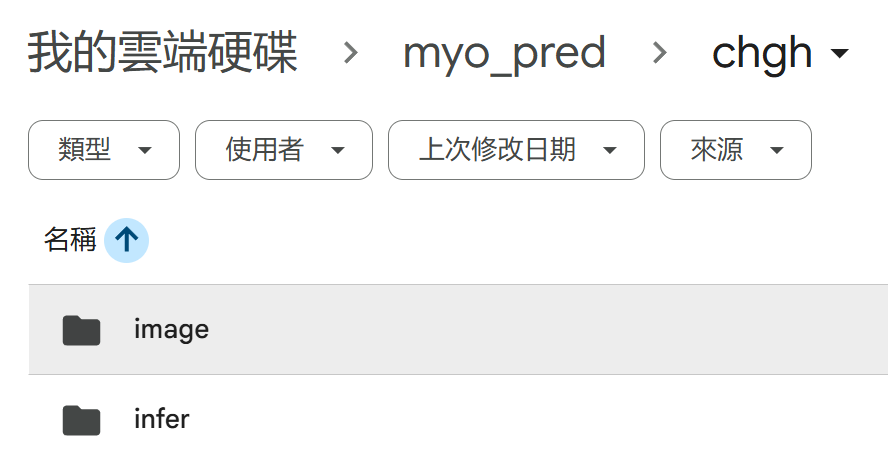 我的雲端硬碟 > myo_pred > chgh
類型 使用者 上次修改日期 來源
名稱
image
infer